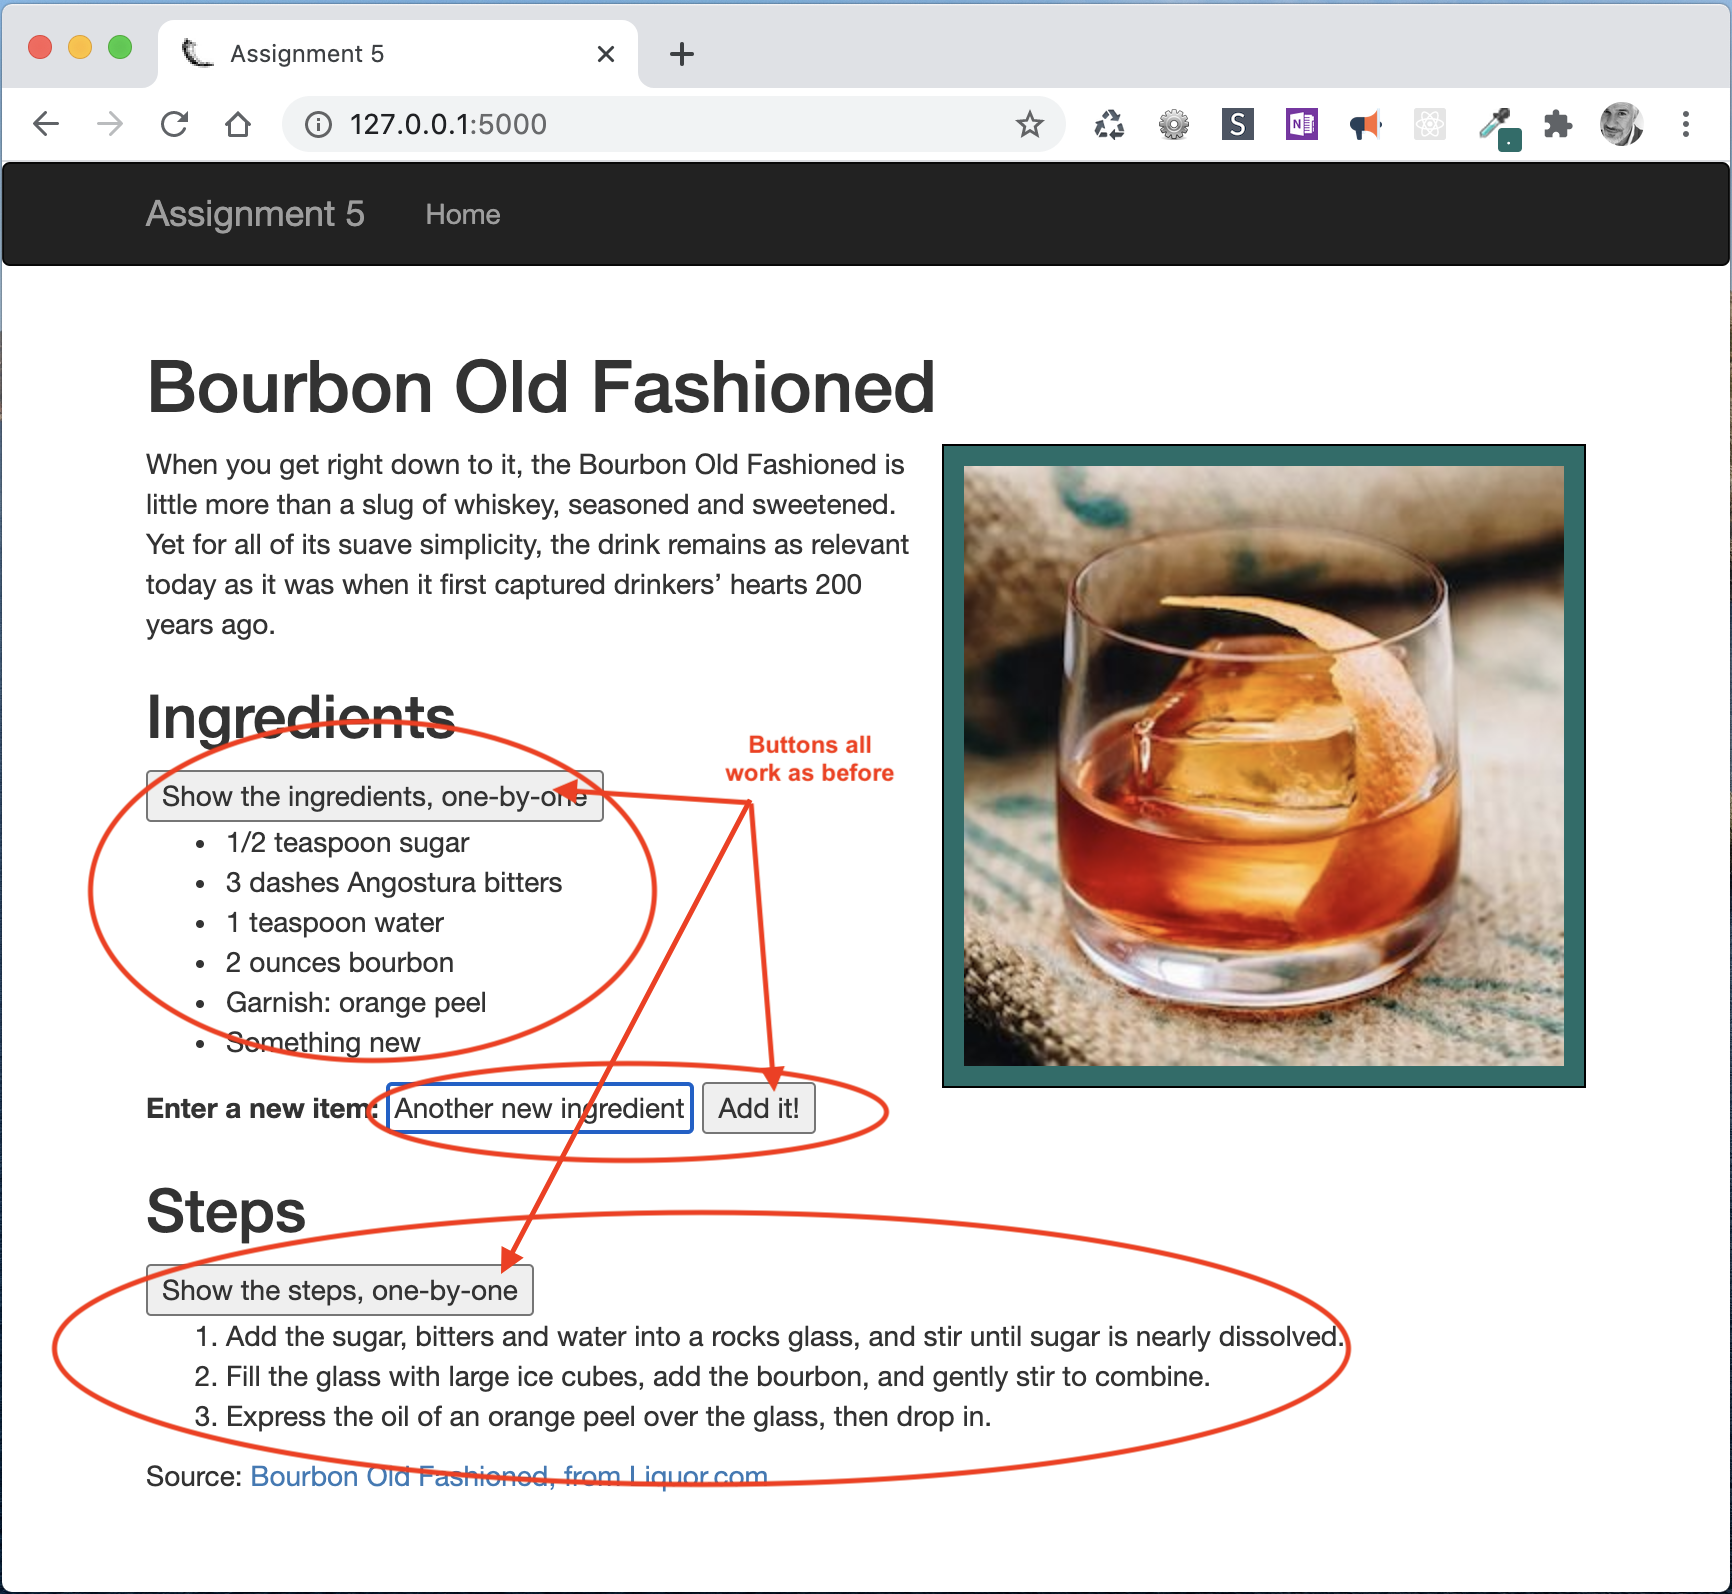 Assignment 5
127.0.0.1:5000
S
N
Assignment 5 Home
Bourbon Old Fashioned
When you get right down to it, the Bourbon Old Fashioned is
little more than a slug of whiskey, seasoned and sweetened.
Yet for all of its suave simplicity, the drink remains as relevant
today as it was when it first captured drinkers’ hearts 200
years ago.
Ingredients
Buttons all
work as before
Show the ingredients, one-by-one
• 1/2 teaspoon sugar
• 3 dashes Angostura bitters
• 1 teaspoon water
• 2 ounces bourbon
• Garnish: orange peel
• Something new
Enter a new item: Another new ingredient Add it!
Steps
Show the steps, one-by-one
1. Add the sugar, bitters and water into a rocks glass, and stir until sugar is nearly dissolved.
2. Fill the glass with large ice cubes, add the bourbon, and gently stir to combine.
3. Express the oil of an orange peel over the glass, then drop in.
Source: Bourbon Old Fashioned, from Liquor.com